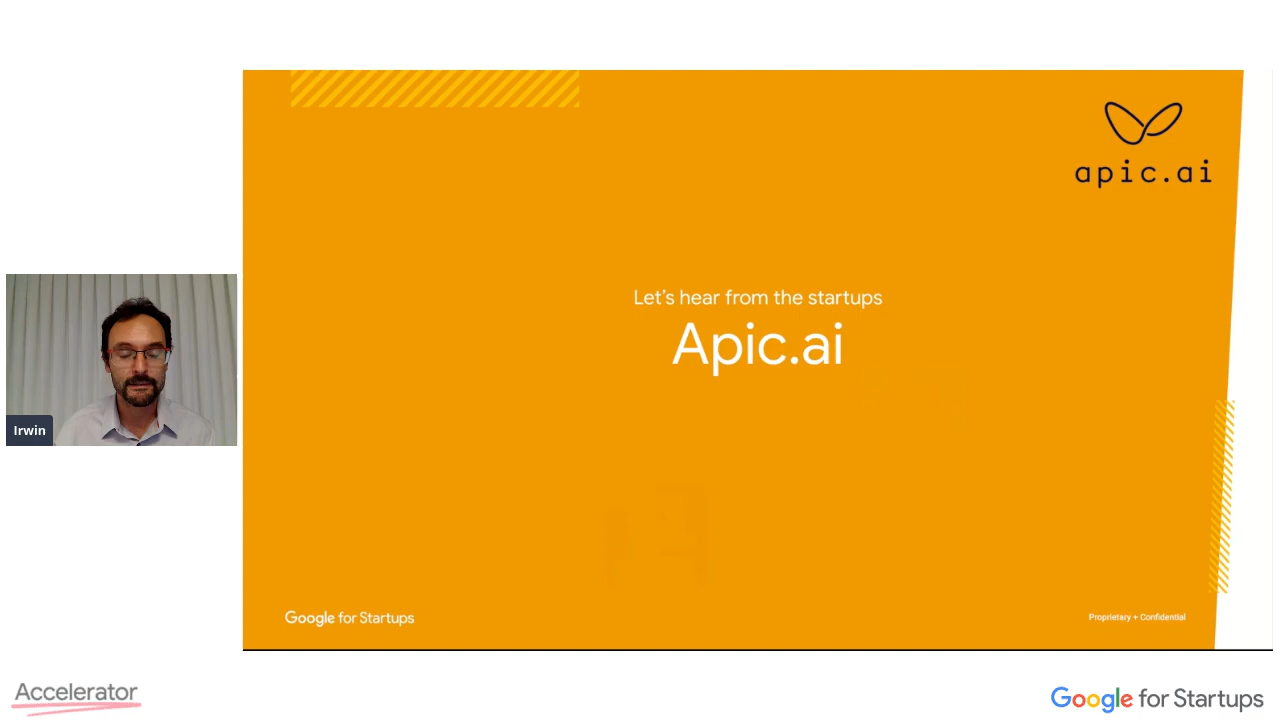 apic.ai
Let's hear from the startups
Apic.ai
Irwin
Google for Startups
Proprietary + Confidential
Accelerator
Google for Startups